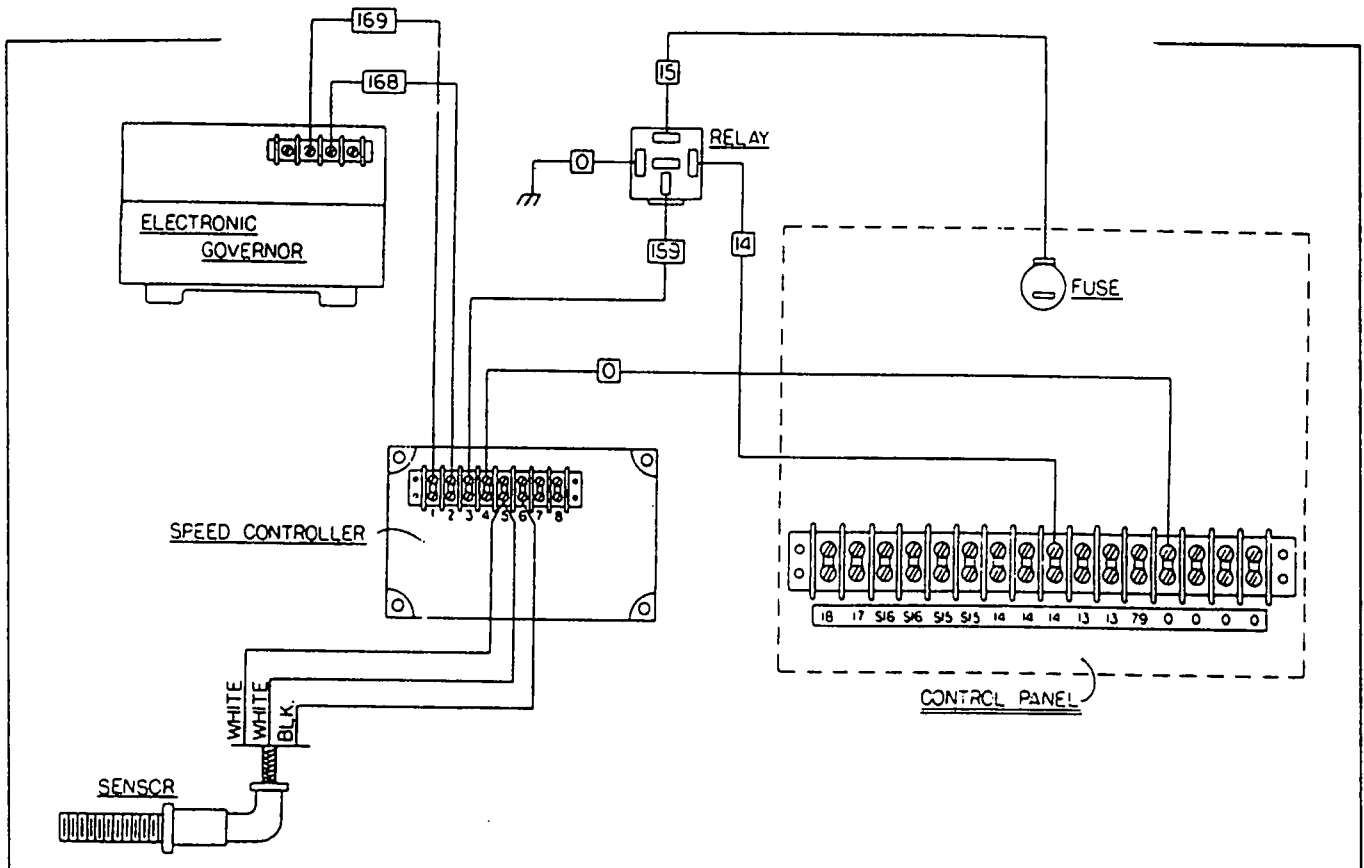 169
168
15
RELAY
0
ELECTRONIC
GOVERNOR
159
14
FUSE
0
1 2 3 4 5 6 7 8
SPEED CONTROLLER
18 17 S16 S16 S15 S15 14 14 14 13 13 79 0 0 0 0
CONTROL PANEL
WHITE
WHITE
BLK.
SENSOR